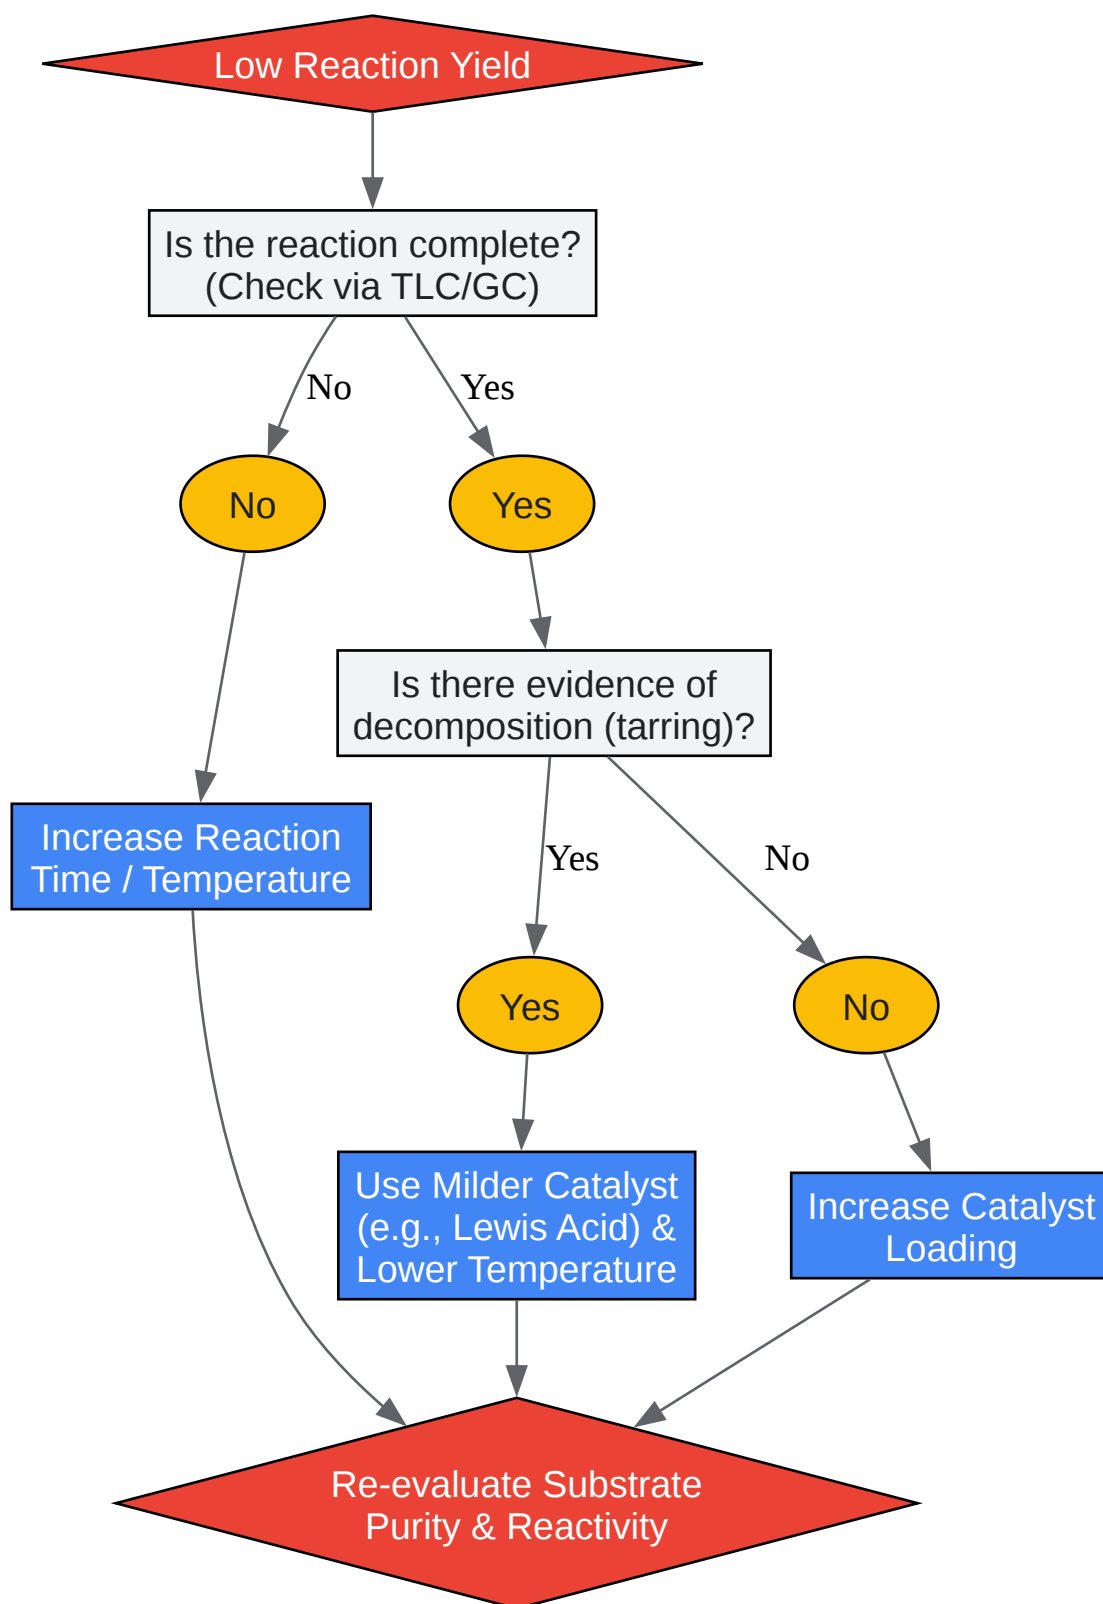 Low Reaction Yield
Is the reaction complete?
(Check via TLC/GC)
No
Yes
No
Yes
Is there evidence of
decomposition (tarring)?
Increase Reaction
Time / Temperature
Yes
No
Yes
No
Use Milder Catalyst
(e.g., Lewis Acid) &
Lower Temperature
Increase Catalyst
Loading
Re-evaluate Substrate
Purity & Reactivity